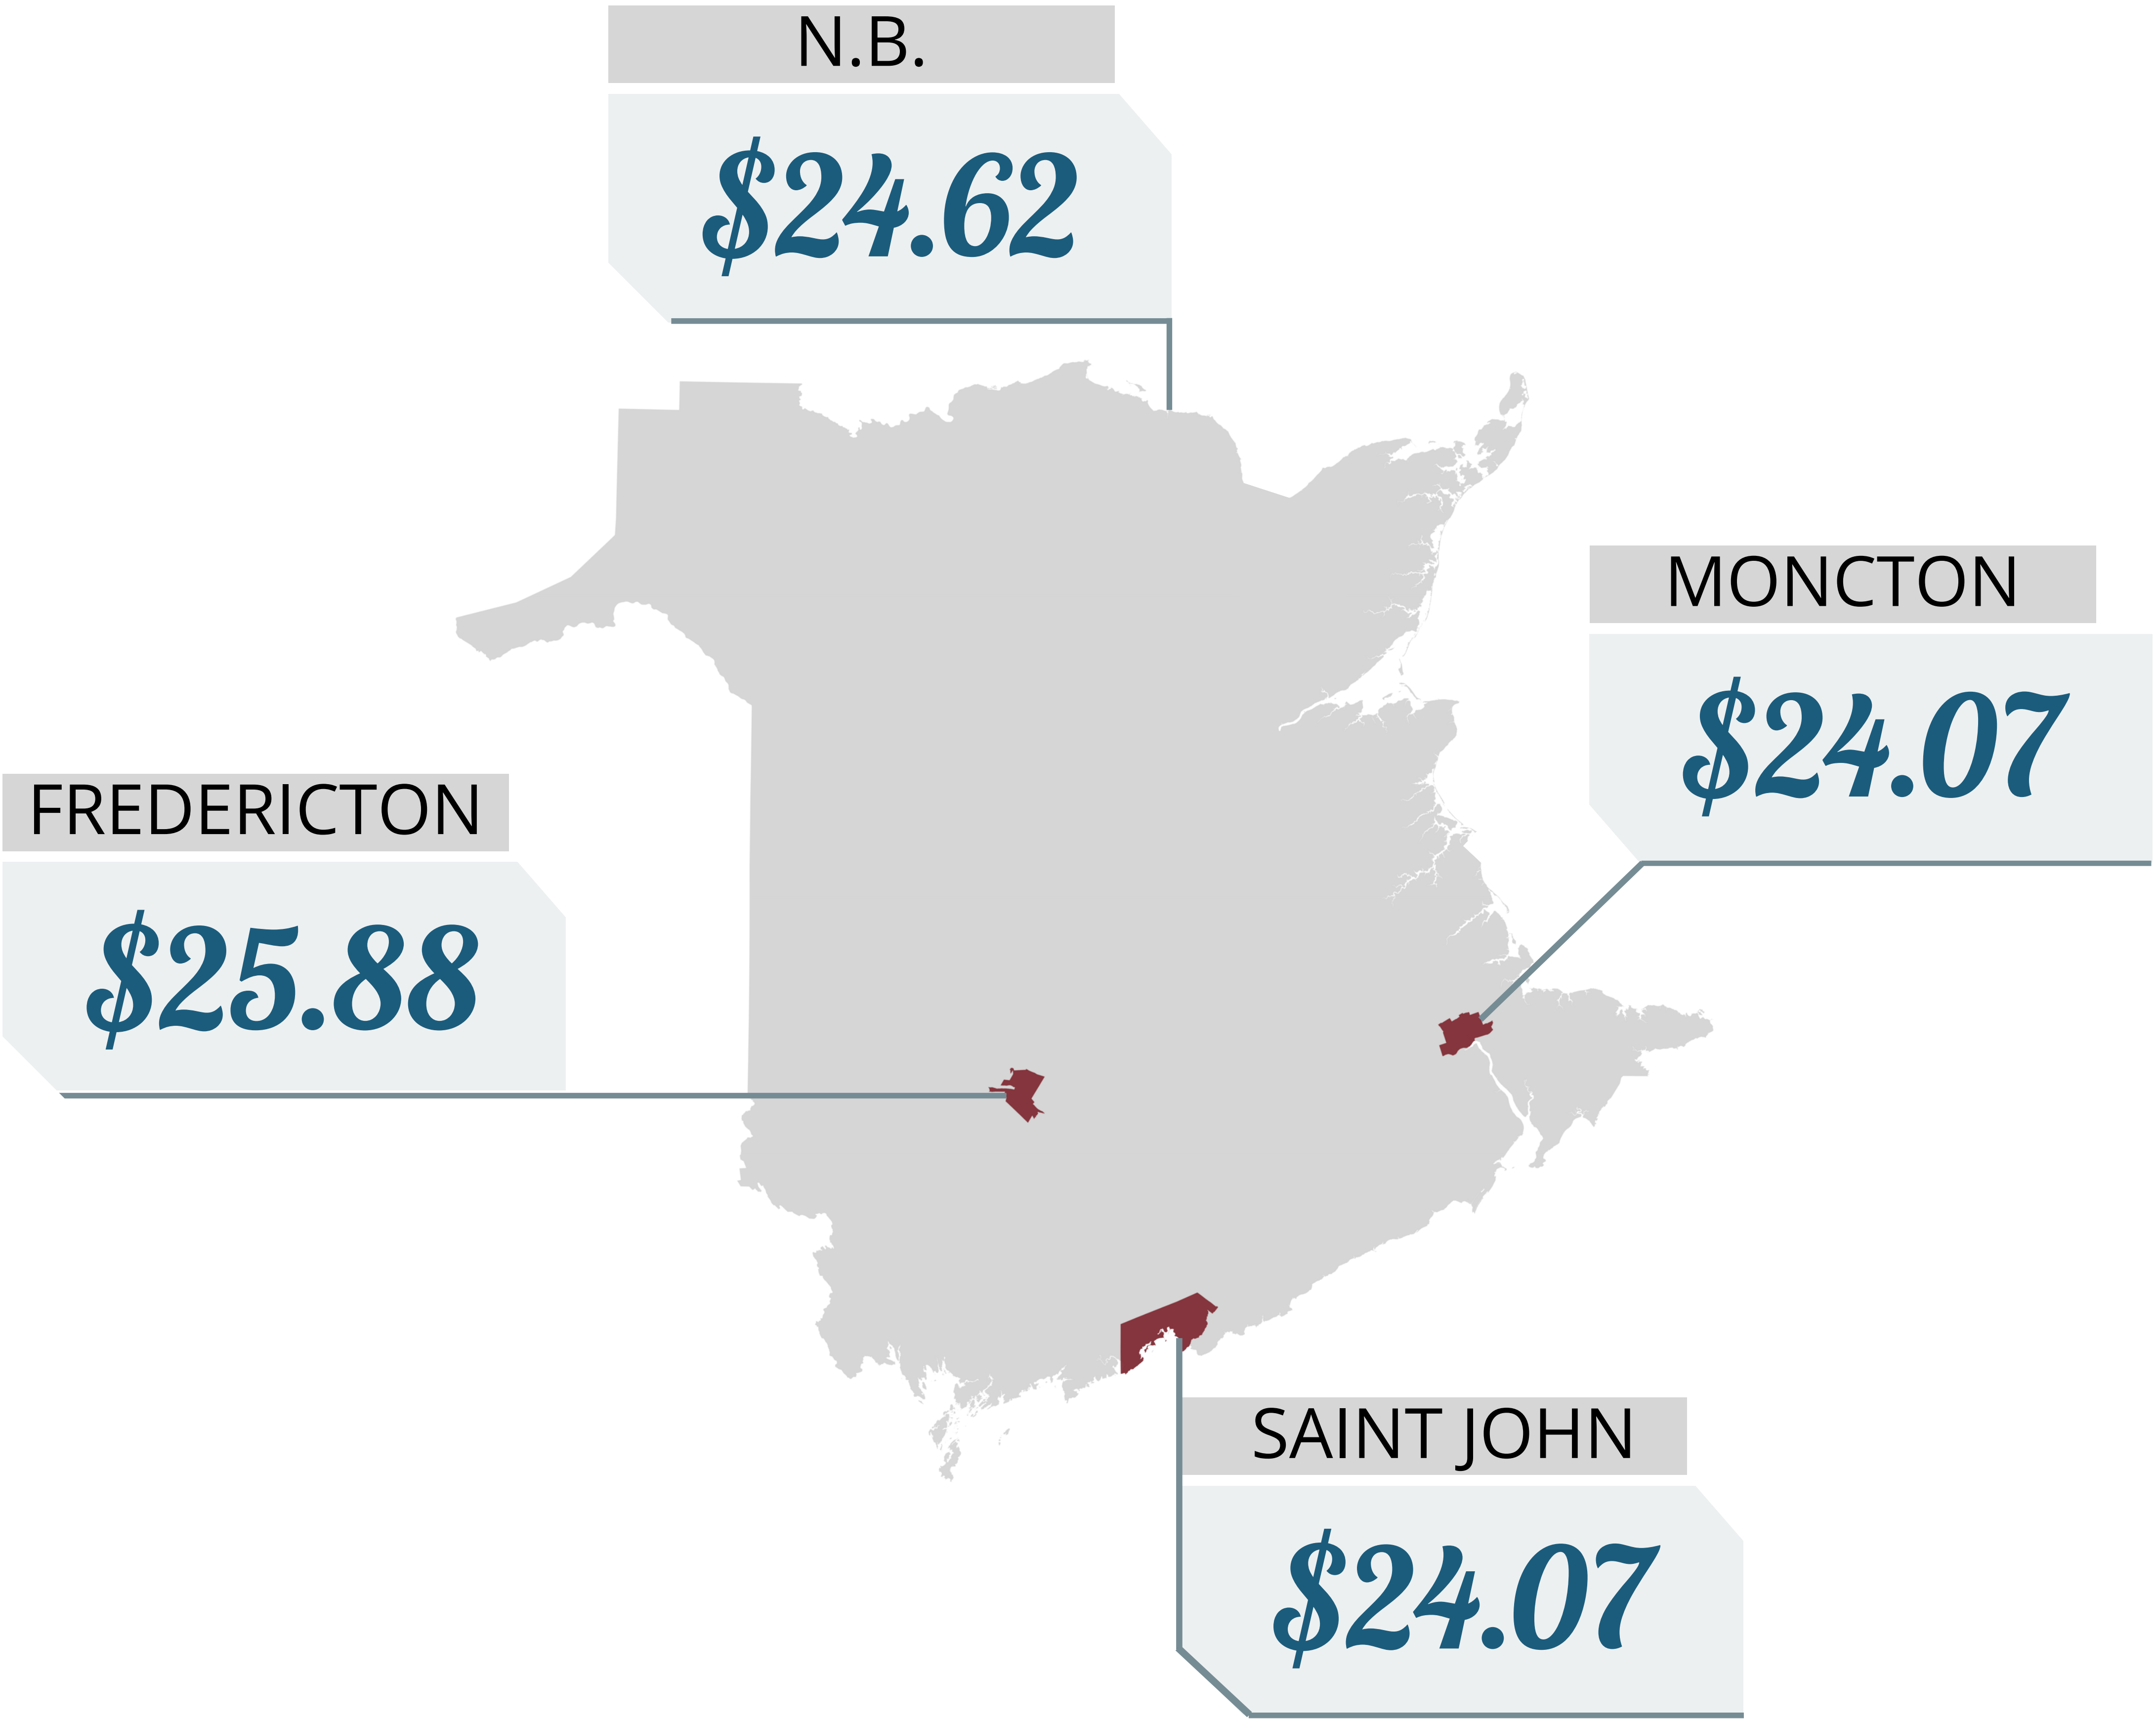 N.B.
$24.62
MONCTON
$24.07
FREDERICTON
$25.88
SAINT JOHN
$24.07